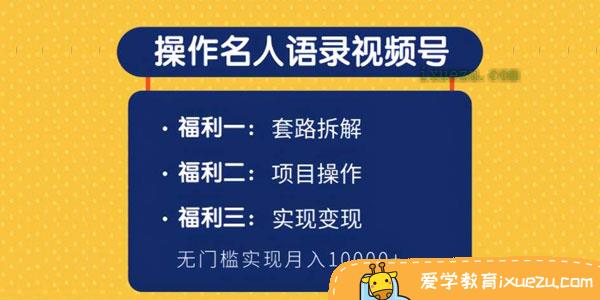 操作名人语录视频号
ixuezu.com
· 福利一：套路拆解
· 福利二：项目操作
· 福利三：实现变现
无门槛实现月入10000+
爱学教育ixuezu.com